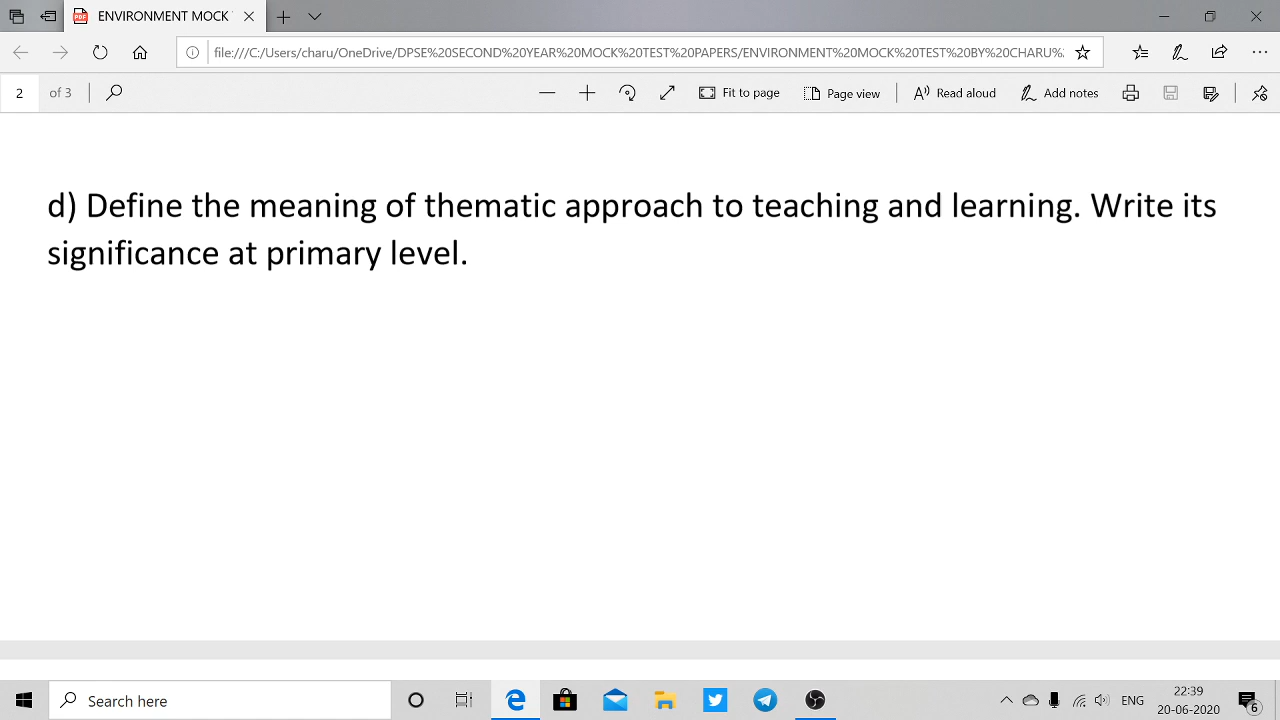 ENVIRONMENT MOCK
file:///C:/Users/charu/OneDrive/DPSE%20SECOND%20YEAR%20MOCK%20TEST%20PAPERS/ENVIRONMENT%20MOCK%20TEST%20BY%20CHARU%
2 of 3 Fit to page Page view Read aloud Add notes
d) Define the meaning of thematic approach to teaching and learning. Write its
significance at primary level.
Search here
ENG
22:39
20-06-2020
6